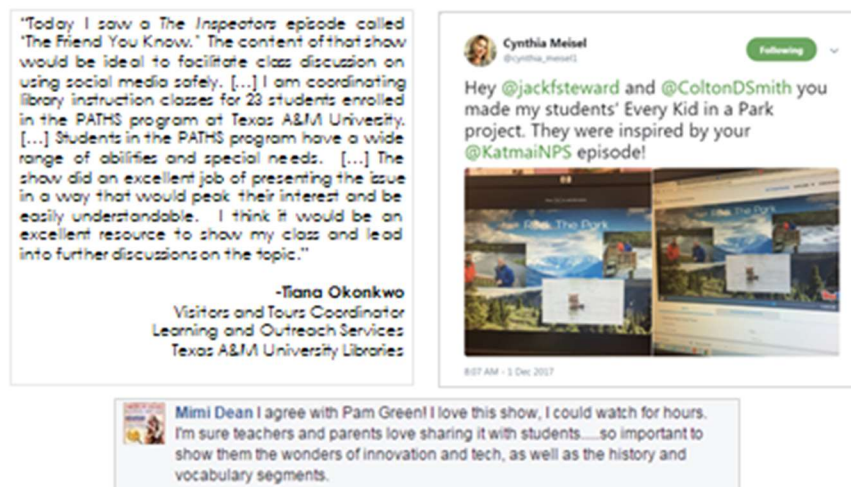 "Today I saw a The Inspectors episode called
'The Friend You Know.' The content of that show
would be ideal to facilitate class discussion on
using social media safely. [...] I am coordinating
library instruction classes for 23 students enrolled
in the PATHS program at Texas A&M University.
[...] Students in the PATHS program have a wide
range of abilities and special needs. [...] The
show did an excellent job of presenting the issue
in a way that would peak their interest and be
easily understandable. I think it would be an
excellent resource to show my class and lead
into further discussions on the topic."
-Tiana Okonkwo
Visitors and Tours Coordinator
Learning and Outreach Services
Texas A&M University Libraries
Cynthia Meisel
@cynthia_meisel1
Following
Hey @jackfsteward and @ColtonDSmith you
made my students' Every Kid in a Park
project. They were inspired by your
@KatmaiNPS episode!
The Park
The Park
8:07 AM - 1 Dec 2017
Mimi Dean I agree with Pam Green! I love this show, I could watch for hours.
I'm sure teachers and parents love sharing it with students.....so important to
show them the wonders of innovation and tech, as well as the history and
vocabulary segments.